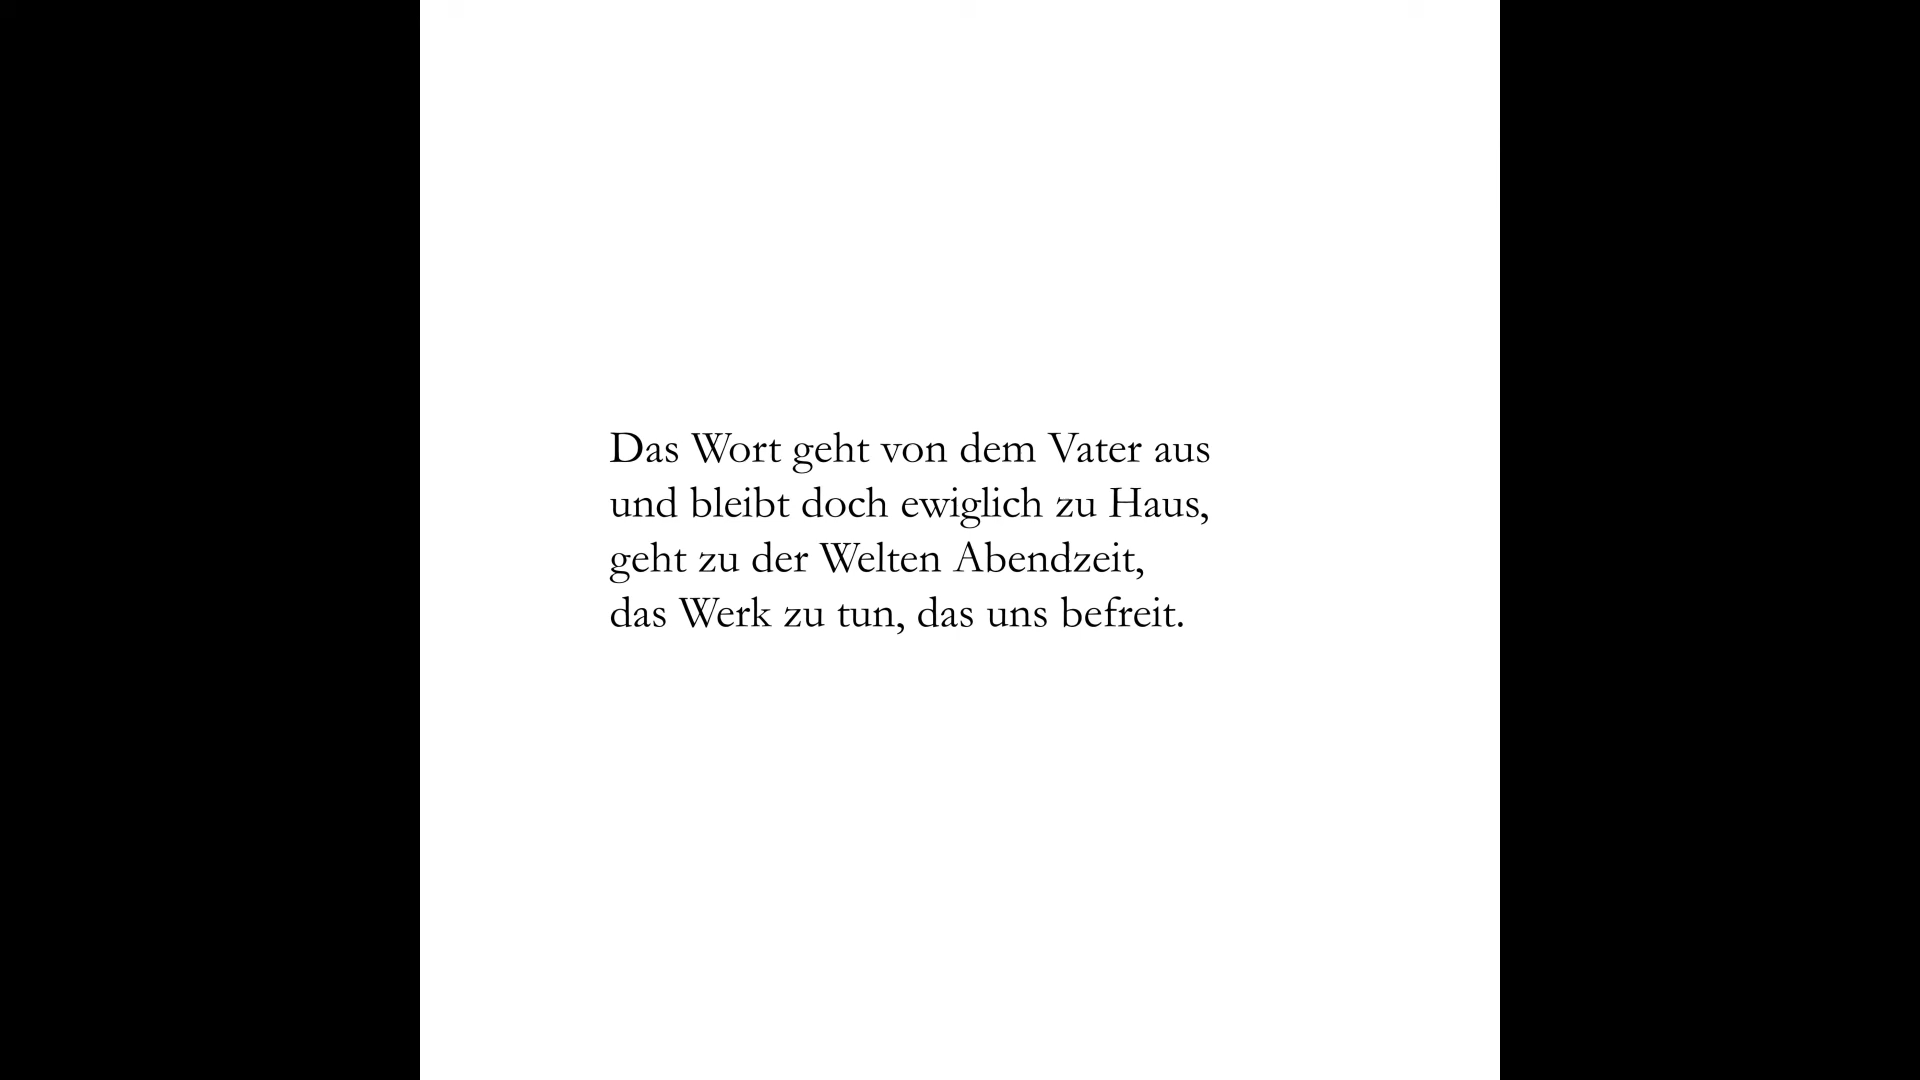 Das Wort geht von dem Vater aus
und bleibt doch ewiglich zu Haus,
geht zu der Welten Abendzeit,
das Werk zu tun, das uns befreit.